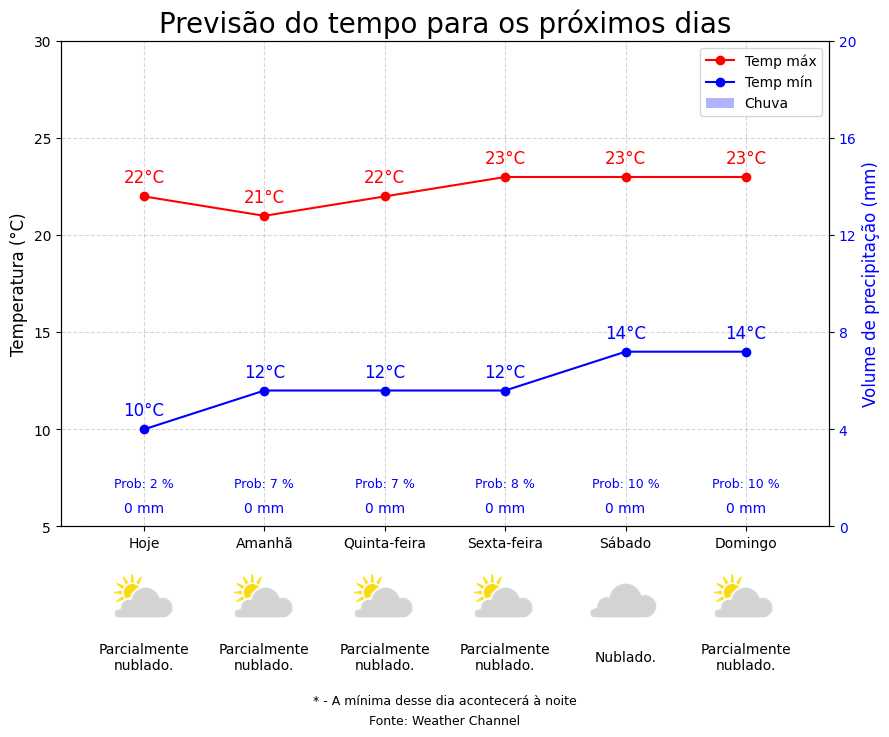 Previsão do tempo para os próximos dias
Temp máx
Temp mín
Chuva
Temperatura (°C)
Volume de precipitação (mm)
30
25
20
15
10
5
20
16
12
8
4
0
22°C
21°C
22°C
23°C
23°C
23°C
10°C
12°C
12°C
12°C
14°C
14°C
Prob: 2 %
Prob: 7 %
Prob: 7 %
Prob: 8 %
Prob: 10 %
Prob: 10 %
0 mm
0 mm
0 mm
0 mm
0 mm
0 mm
Hoje
Amanhã
Quinta-feira
Sexta-feira
Sábado
Domingo
Parcialmente
nublado.
Parcialmente
nublado.
Parcialmente
nublado.
Parcialmente
nublado.
Nublado.
Parcialmente
nublado.
* - A mínima desse dia acontecerá à noite
Fonte: Weather Channel